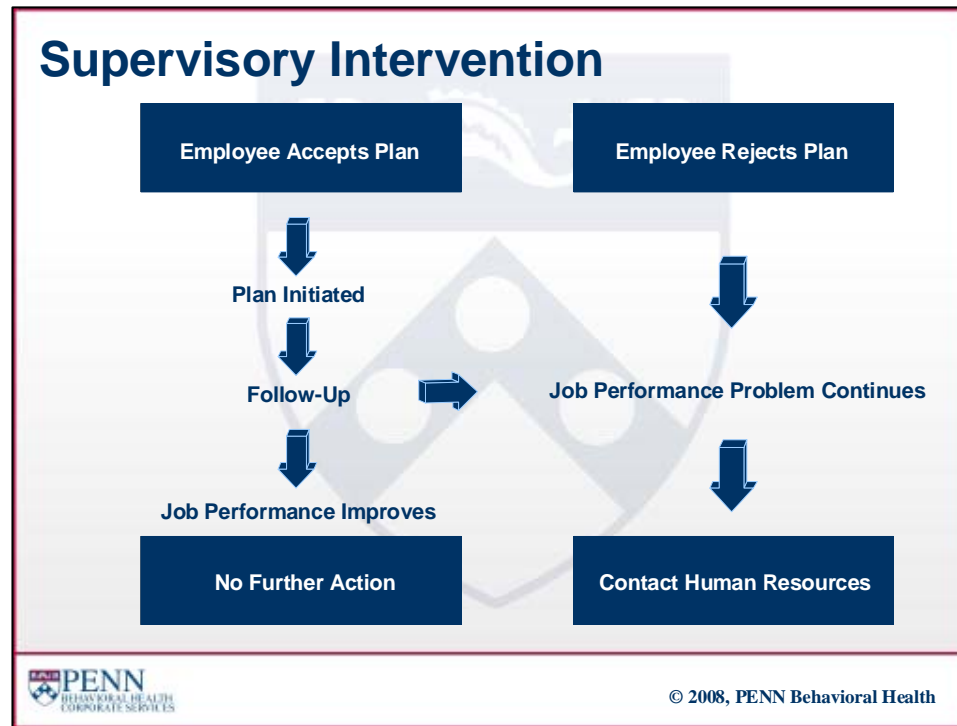 Supervisory Intervention
Employee Accepts Plan
Employee Rejects Plan
Plan Initiated
Follow-Up
Job Performance Problem Continues
Job Performance Improves
No Further Action
Contact Human Resources
PENN
BEHAVIORAL HEALTH
CORPORATE SERVICES
© 2008, PENN Behavioral Health